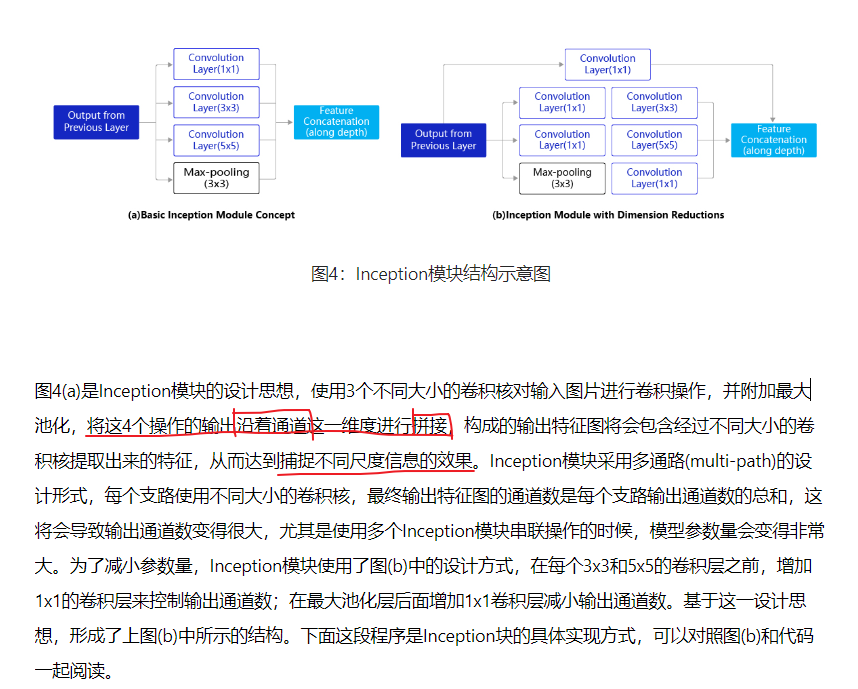 Output from
Previous Layer
Convolution
Layer(1x1)
Convolution
Layer(3x3)
Convolution
Layer(5x5)
Max-pooling
(3x3)
Feature
Concatenation
(along depth)
(a)Basic Inception Module Concept
Output from
Previous Layer
Convolution
Layer(1x1)
Convolution
Layer(1x1)
Convolution
Layer(3x3)
Convolution
Layer(1x1)
Convolution
Layer(5x5)
Max-pooling
(3x3)
Convolution
Layer(1x1)
Feature
Concatenation
(along depth)
(b)Inception Module with Dimension Reductions
图4：Inception模块结构示意图
图4(a)是Inception模块的设计思想，使用3个不同大小的卷积核对输入图片进行卷积操作，并附加最大
池化，将这4个操作的输出沿着通道这一维度进行拼接，构成的输出特征图将会包含经过不同大小的卷
积核提取出来的特征，从而达到捕捉不同尺度信息的效果。Inception模块采用多通路(multi-path)的设
计形式，每个支路使用不同大小的卷积核，最终输出特征图的通道数是每个支路输出通道数的总和，这
将会导致输出通道数变得很大，尤其是使用多个Inception模块串联操作的时候，模型参数量会变得非常
大。为了减小参数量，Inception模块使用了图(b)中的设计方式，在每个3x3和5x5的卷积层之前，增加
1x1的卷积层来控制输出通道数；在最大池化层后面增加1x1卷积层减小输出通道数。基于这一设计思
想，形成了上图(b)中所示的结构。下面这段程序是Inception块的具体实现方式，可以对照图(b)和代码
一起阅读。